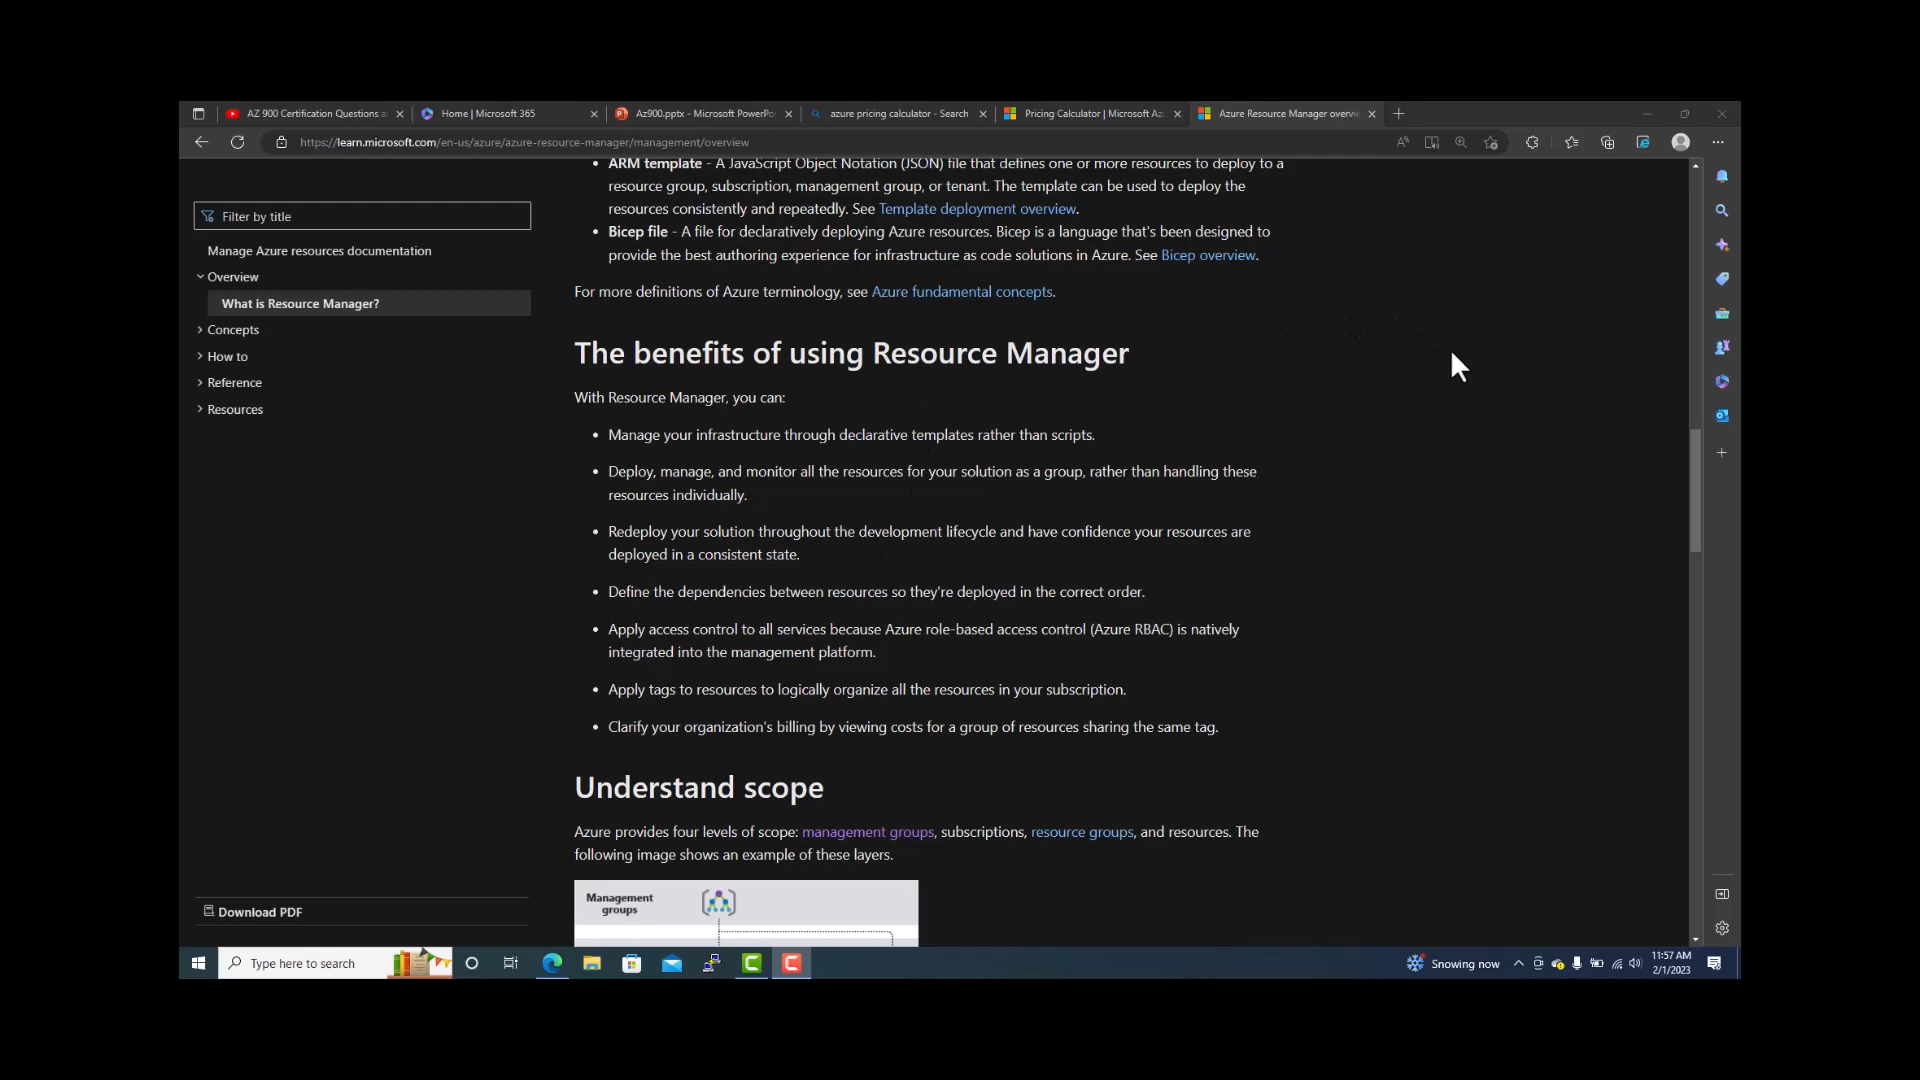 AZ 900 Certification Questions a
Home | Microsoft 365
Az900.pptx - Microsoft PowerPo
azure pricing calculator - Search
Pricing Calculator | Microsoft Az
Azure Resource Manager overvi
https://learn.microsoft.com/en-us/azure/azure-resource-manager/management/overview
Filter by title
Manage Azure resources documentation
Overview
What is Resource Manager?
Concepts
How to
Reference
Resources
Download PDF
• ARM template - A JavaScript Object Notation (JSON) file that defines one or more resources to deploy to a
resource group, subscription, management group, or tenant. The template can be used to deploy the
resources consistently and repeatedly. See Template deployment overview.
• Bicep file - A file for declaratively deploying Azure resources. Bicep is a language that's been designed to
provide the best authoring experience for infrastructure as code solutions in Azure. See Bicep overview.
For more definitions of Azure terminology, see Azure fundamental concepts.
The benefits of using Resource Manager
With Resource Manager, you can:
• Manage your infrastructure through declarative templates rather than scripts.
• Deploy, manage, and monitor all the resources for your solution as a group, rather than handling these
resources individually.
• Redeploy your solution throughout the development lifecycle and have confidence your resources are
deployed in a consistent state.
• Define the dependencies between resources so they're deployed in the correct order.
• Apply access control to all services because Azure role-based access control (Azure RBAC) is natively
integrated into the management platform.
• Apply tags to resources to logically organize all the resources in your subscription.
• Clarify your organization's billing by viewing costs for a group of resources sharing the same tag.
Understand scope
Azure provides four levels of scope: management groups, subscriptions, resource groups, and resources. The
following image shows an example of these layers.
Management
groups
Type here to search
Snowing now
11:57 AM
2/1/2023